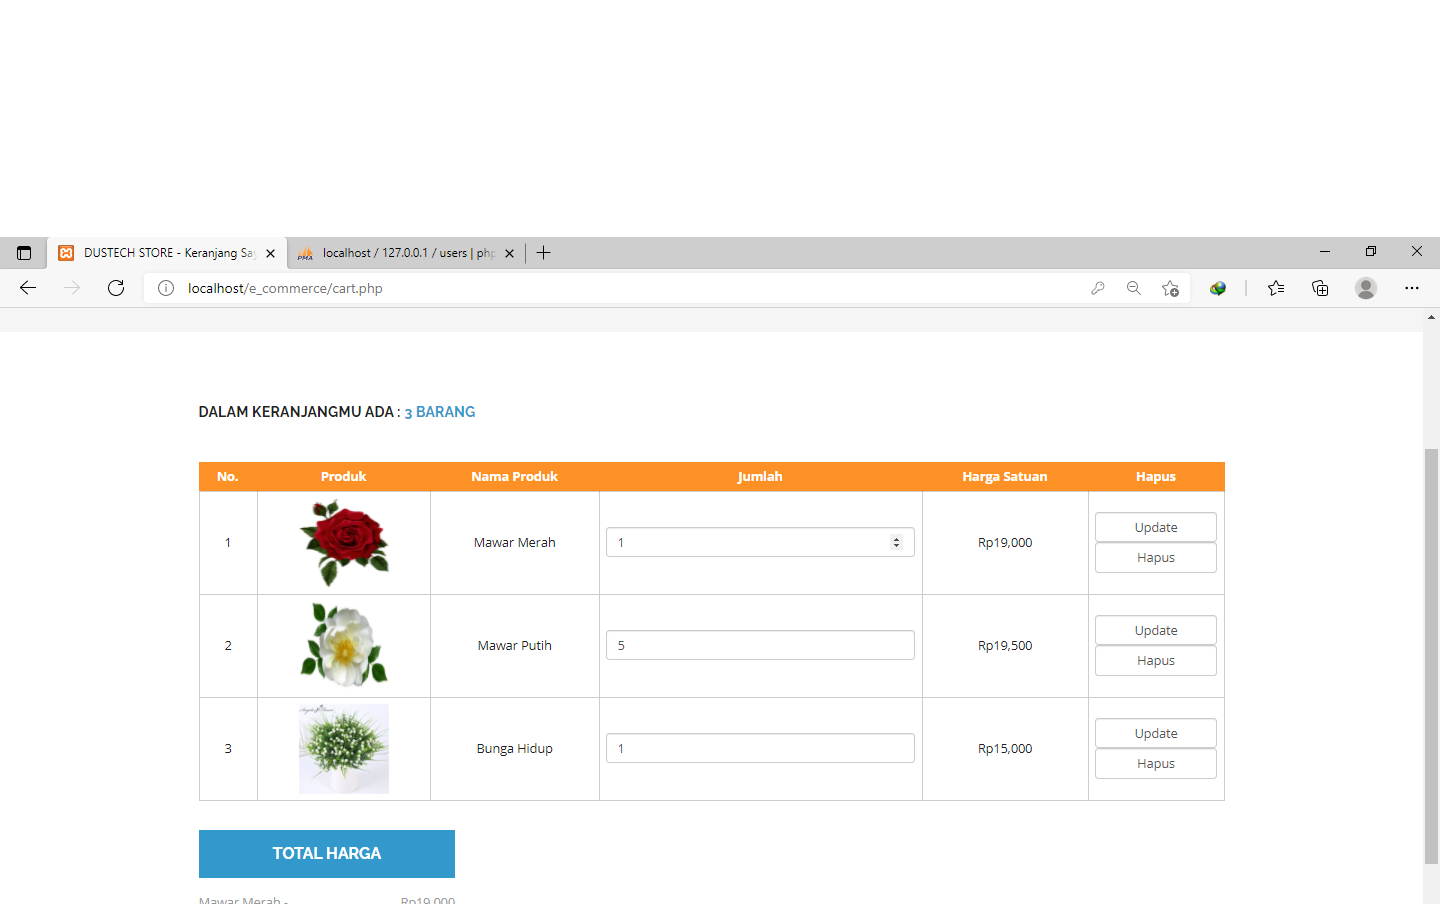 DUSTECH STORE - Keranjang Sa
localhost / 127.0.0.1 / users | php
localhost/e_commerce/cart.php
DALAM KERANJANGMU ADA : 3 BARANG
No. Produk Nama Produk Jumlah Harga Satuan Hapus
1 Mawar Merah 1 Rp19,000 Update
Hapus
2 Mawar Putih 5 Rp19,500 Update
Hapus
3 Bunga Hidup 1 Rp15,000 Update
Hapus
TOTAL HARGA
Mawar Merah - Rp19,000